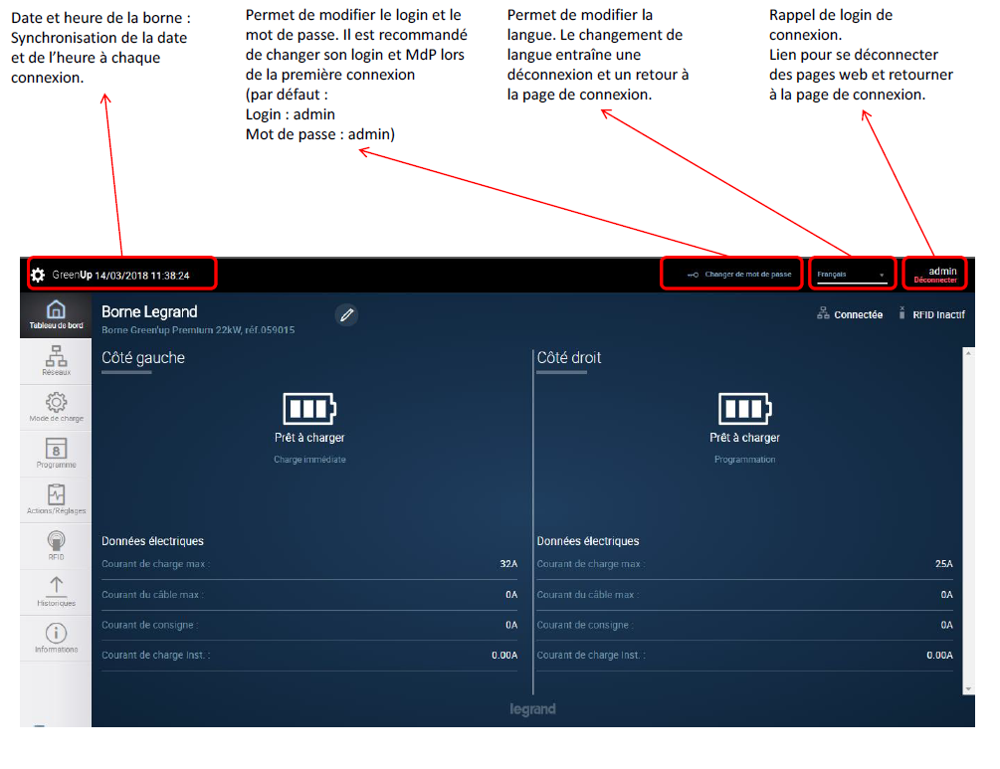 Date et heure de la borne :
Synchronisation de la date
et de l’heure à chaque
connexion.
Permet de modifier le login et le
mot de passe. Il est recommandé
de changer son login et MdP lors
de la première connexion
(par défaut :
Login : admin
Mot de passe : admin)
Permet de modifier la
langue. Le changement de
langue entraîne une
déconnexion et un retour à
la page de connexion.
Rappel de login de
connexion.
Lien pour se déconnecter
des pages web et retourner
à la page de connexion.
GreenUp 14/03/2018 11:38:24
Changer de mot de passe
Français
admin
Déconnecter
Tableau de bord
Réseaux
Mode de charge
8
Programme
Actions/Réglages
RFID
Historiques
Informations
Borne Legrand
Borne Green'up Premium 22kW, réf.059015
Connectée
RFID Inactif
Côté gauche
Prêt à charger
Charge immédiate
Données électriques
Courant de charge max : 32A
Courant du câble max : 0A
Courant de consigne : 0A
Courant de charge Inst. : 0.00A
Côté droit
Prêt à charger
Programmation
Données électriques
Courant de charge max : 25A
Courant du câble max : 0A
Courant de consigne : 0A
Courant de charge Inst. : 0.00A
legrand